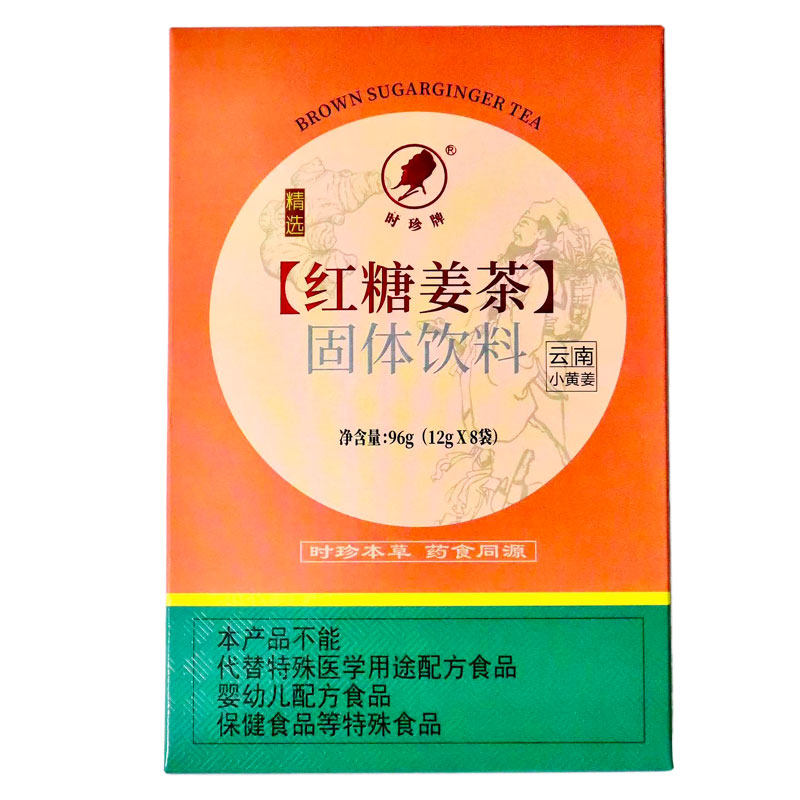 BROWN SUGARGINGER TEA
®
时珍牌
精选
【红糖姜茶】
固体饮料
云南
小黄姜
净含量:96g（12g X 8袋）
时珍本草 药食同源
本产品不能
代替特殊医学用途配方食品
婴幼儿配方食品
保健食品等特殊食品